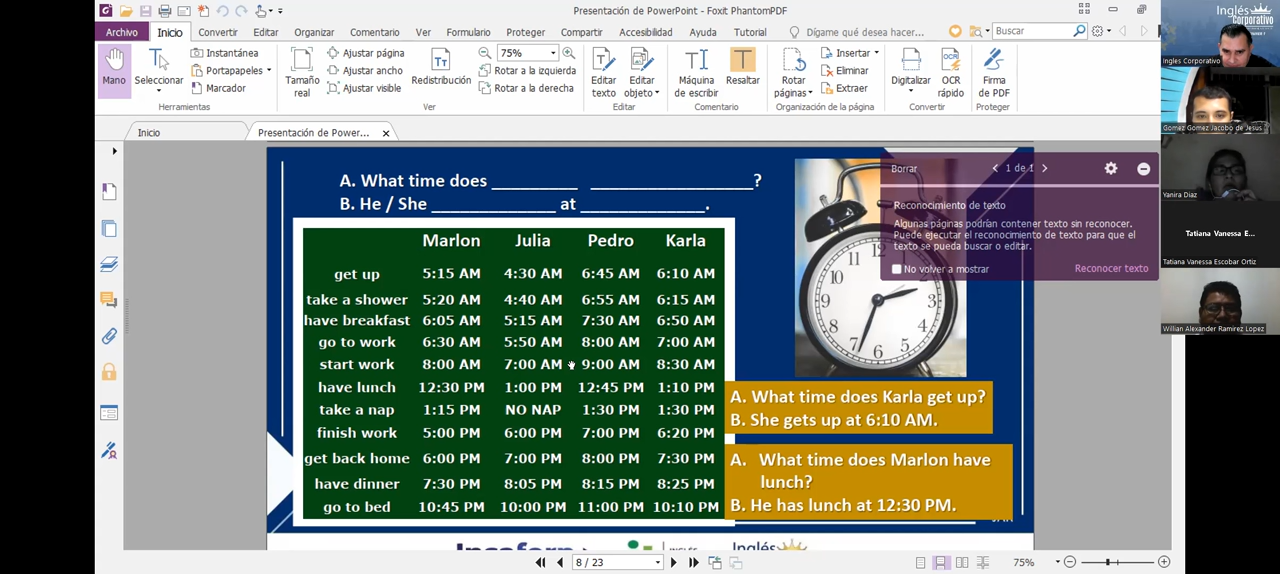 Presentación de PowerPoint - Foxit PhantomPDF
Archivo Inicio Convertir Editar Organizar Comentario Ver Formulario Proteger Compartir Accesibilidad Ayuda Tutorial Dígame qué desea hacer... Buscar
Mano
Seleccionar
Instantánea
Portapapeles
Marcador
Herramientas
Tamaño real
Ajustar página
Ajustar ancho
Ajustar visible
Redistribución
75%
Rotar a la izquierda
Rotar a la derecha
Ver
Editar texto
Editar objeto
Editar
Máquina de escribir
Resaltar
Comentario
Rotar páginas
Insertar
Eliminar
Extraer
Organización de la página
Digitalizar
OCR rápido
Convertir
Firma de PDF
Proteger
Inicio
Presentación de Power...
A. What time does _________ _________________?
B. He / She _____________ at _____________.
Marlon Julia Pedro Karla
get up 5:15 AM 4:30 AM 6:45 AM 6:10 AM
take a shower 5:20 AM 4:40 AM 6:55 AM 6:15 AM
have breakfast 6:05 AM 5:15 AM 7:30 AM 6:50 AM
go to work 6:30 AM 5:50 AM 8:00 AM 7:00 AM
start work 8:00 AM 7:00 AM 9:00 AM 8:30 AM
have lunch 12:30 PM 1:00 PM 12:45 PM 1:10 PM
take a nap 1:15 PM NO NAP 1:30 PM 1:30 PM
finish work 5:00 PM 6:00 PM 7:00 PM 6:20 PM
get back home 6:00 PM 7:00 PM 8:00 PM 7:30 PM
have dinner 7:30 PM 8:05 PM 8:15 PM 8:25 PM
go to bed 10:45 PM 10:00 PM 11:00 PM 10:10 PM
12
11
3
4
5
6
7
8
9
Borrar 1 de 1
Reconocimiento de texto
Algunas páginas podrían contener texto sin reconocer.
Puede ejecutar el reconocimiento de texto para que el
texto se pueda buscar o editar.
No volver a mostrar Reconocer texto
A. What time does Karla get up?
B. She gets up at 6:10 AM.
A. What time does Marlon have
lunch?
B. He has lunch at 12:30 PM.
Inglés
8 / 23
75%
Inglés
Corporativo
Ingles Corporativo
Gomez Gomez Jacobo de Jesus
Yanira Diaz
Tatiana Vanessa E...
Tatiana Vanessa Escobar Ortiz
Willian Alexander Ramirez Lopez